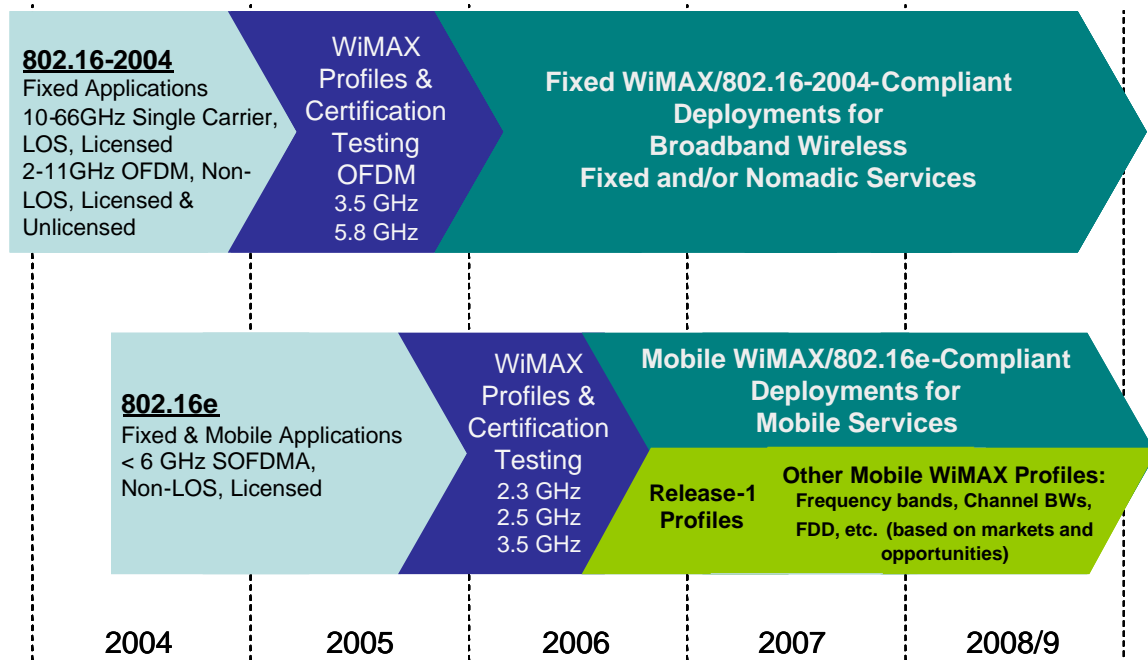 802.16-2004
Fixed Applications
10-66GHz Single Carrier,
LOS, Licensed
2-11GHz OFDM, Non-
LOS, Licensed &
Unlicensed
WiMAX
Profiles &
Certification
Testing
OFDM
3.5 GHz
5.8 GHz
Fixed WiMAX/802.16-2004-Compliant
Deployments for
Broadband Wireless
Fixed and/or Nomadic Services
802.16e
Fixed & Mobile Applications
< 6 GHz SOFDMA,
Non-LOS, Licensed
WiMAX
Profiles &
Certification
Testing
2.3 GHz
2.5 GHz
3.5 GHz
Mobile WiMAX/802.16e-Compliant
Deployments for
Mobile Services
Release-1
Profiles
Other Mobile WiMAX Profiles:
Frequency bands, Channel BWs,
FDD, etc. (based on markets and
opportunities)
2004 2005 2006 2007 2008/9